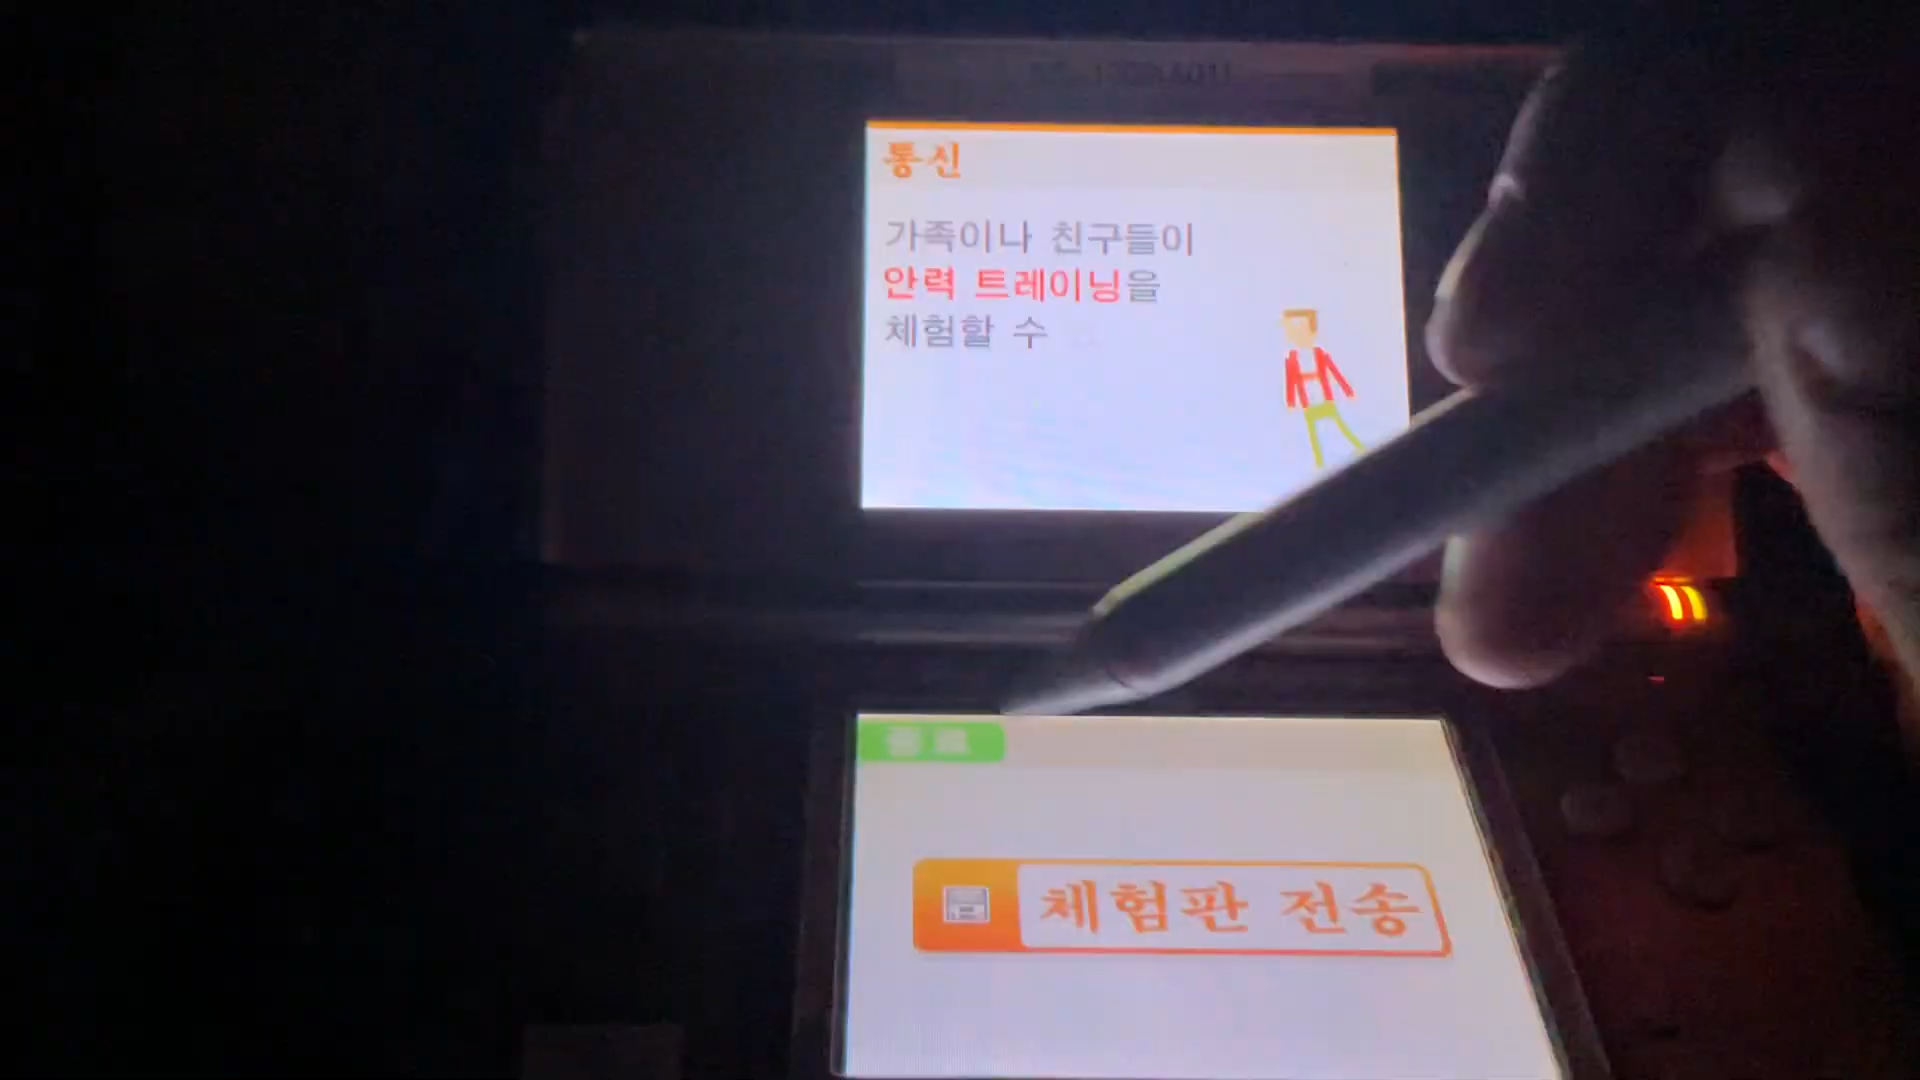 통신
가족이나 친구들이
안력 트레이닝을
체험할 수
체험판 전송